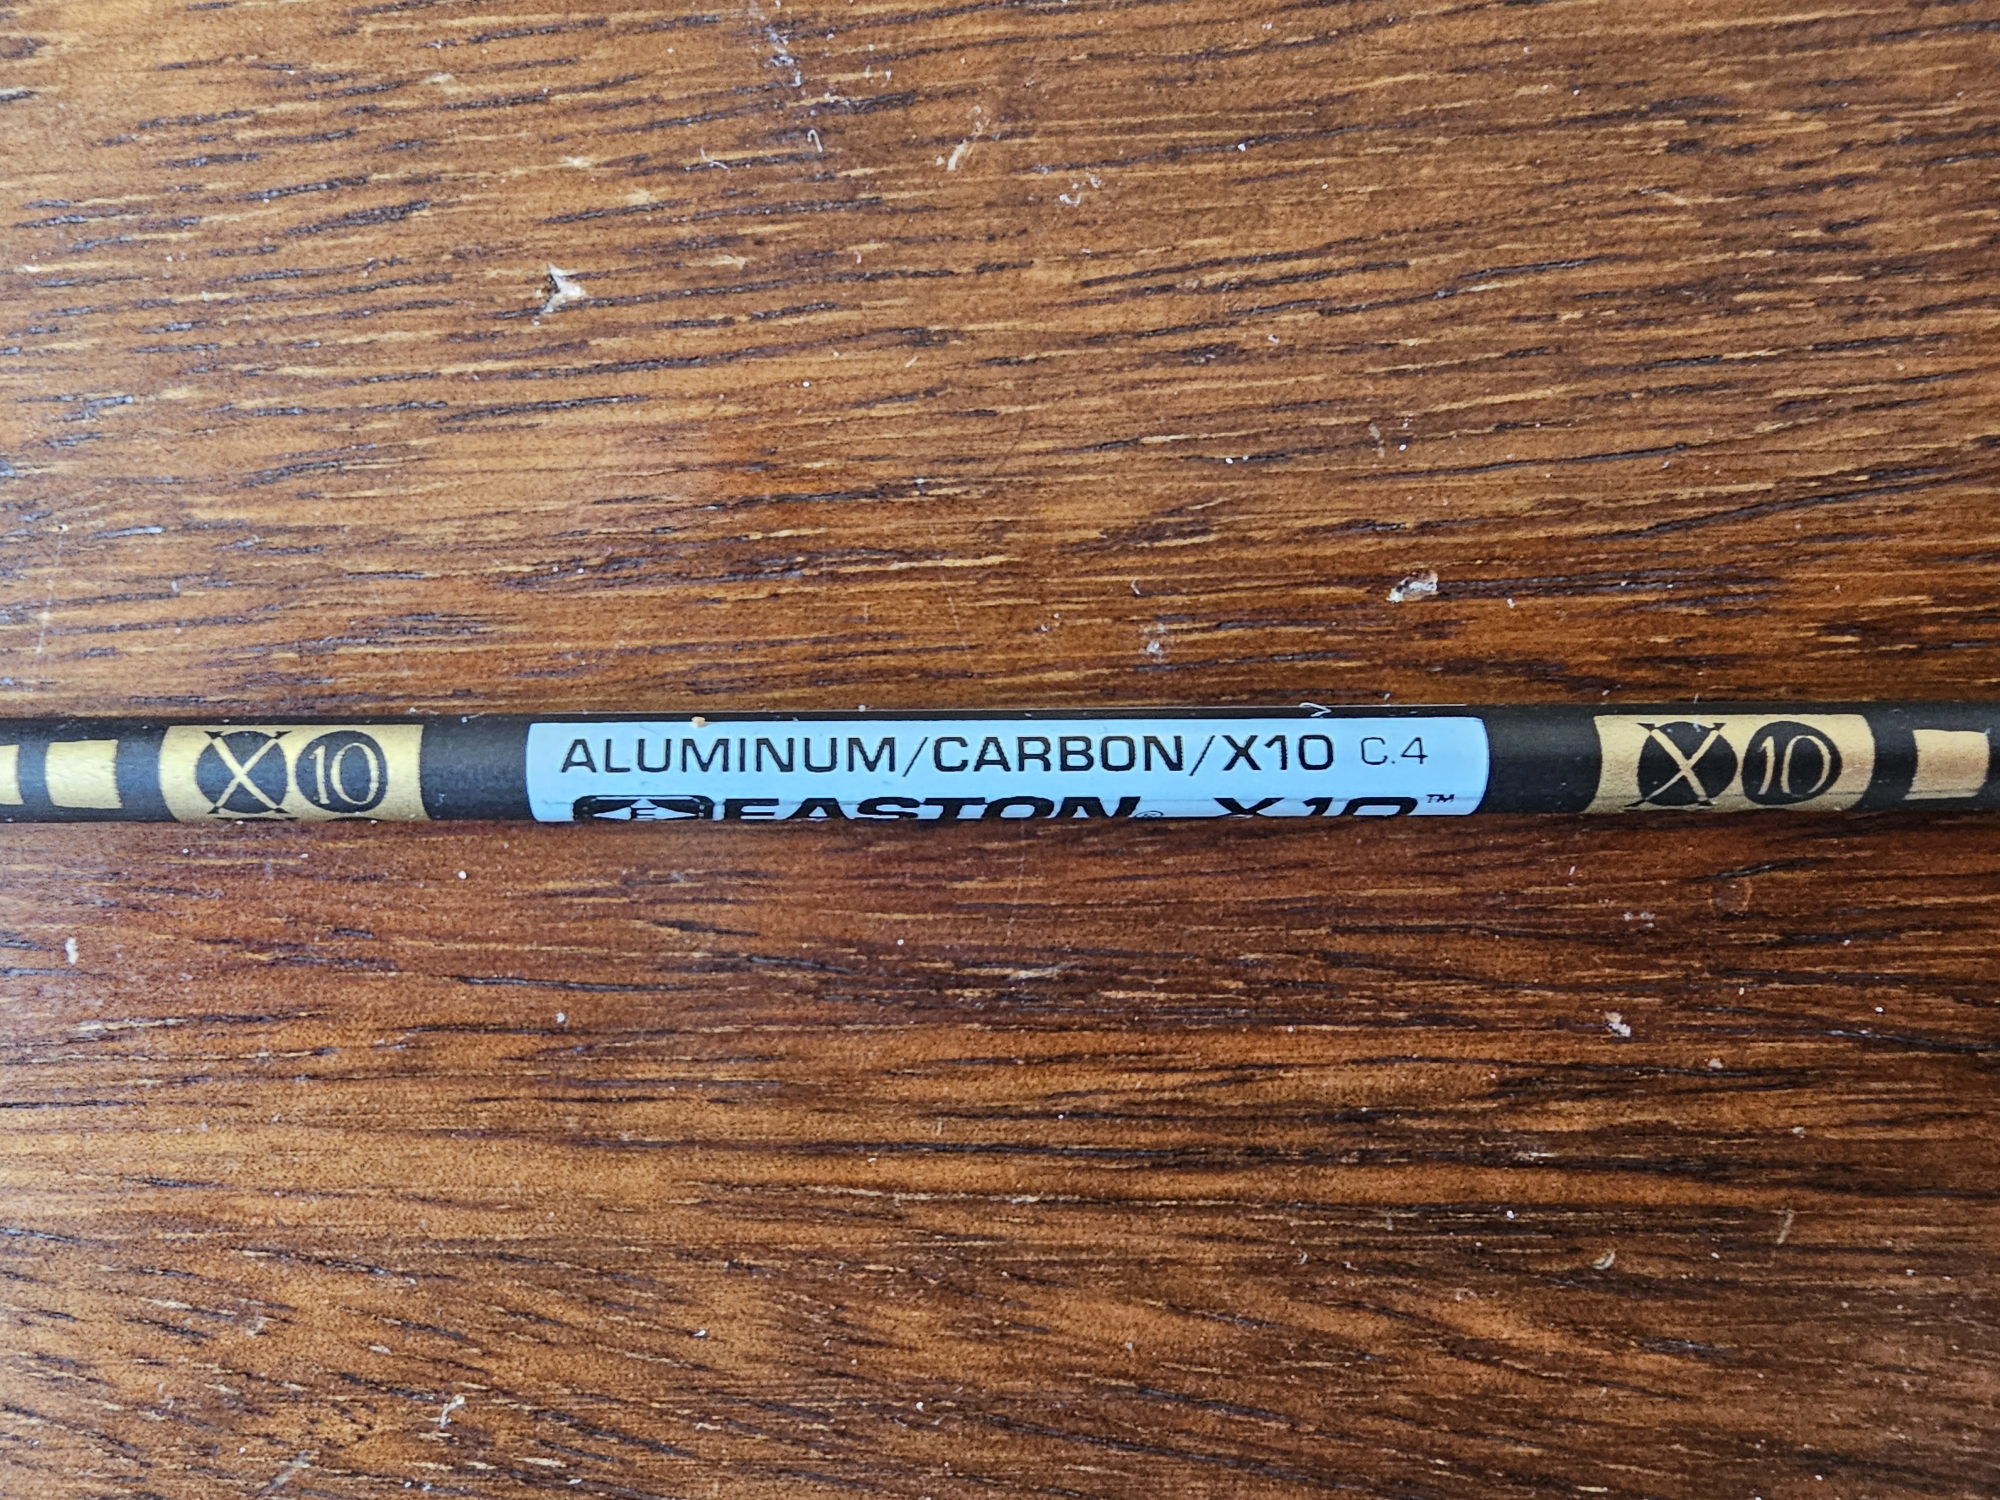 X10
ALUMINUM/CARBON/X10 C.4
E EASTON® X10™
X10